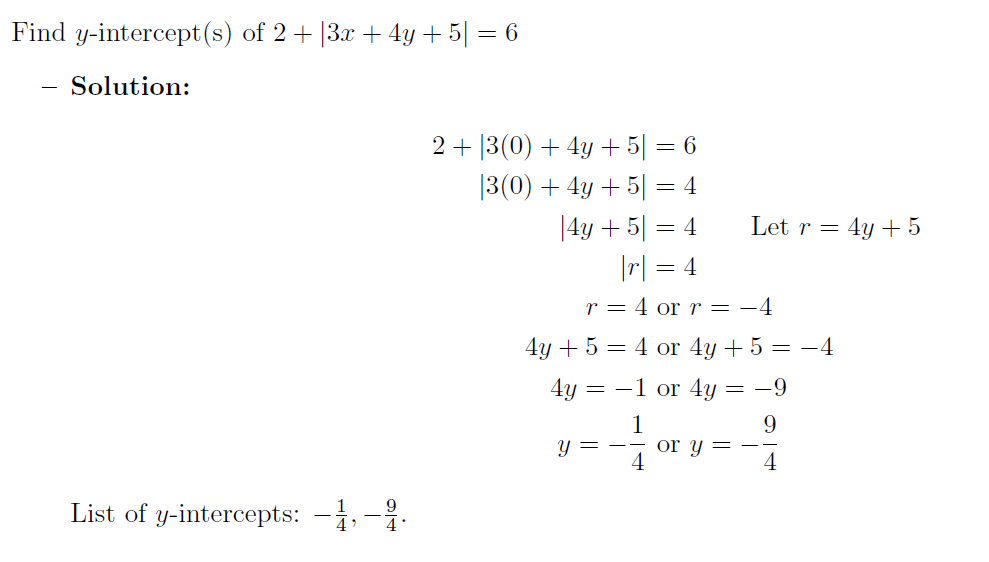 Find y-intercept(s) of 2 + |3x + 4y + 5| = 6
– Solution:
2 + |3(0) + 4y + 5| = 6
|3(0) + 4y + 5| = 4
|4y + 5| = 4 Let r = 4y + 5
|r| = 4
r = 4 or r = −4
4y + 5 = 4 or 4y + 5 = −4
4y = −1 or 4y = −9
y = −1/4 or y = −9/4
List of y-intercepts: −1/4, −9/4.